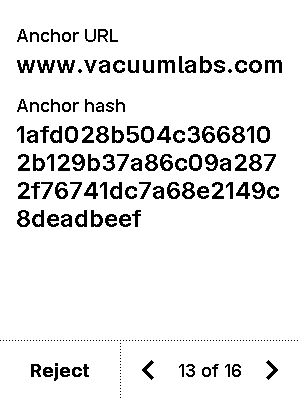 Anchor URL
www.vacuumlabs.com
Anchor hash
1afd028b504c366810
2b129b37a86c09a287
2f76741dc7a68e2149c
8deadbeef
Reject
13 of 16